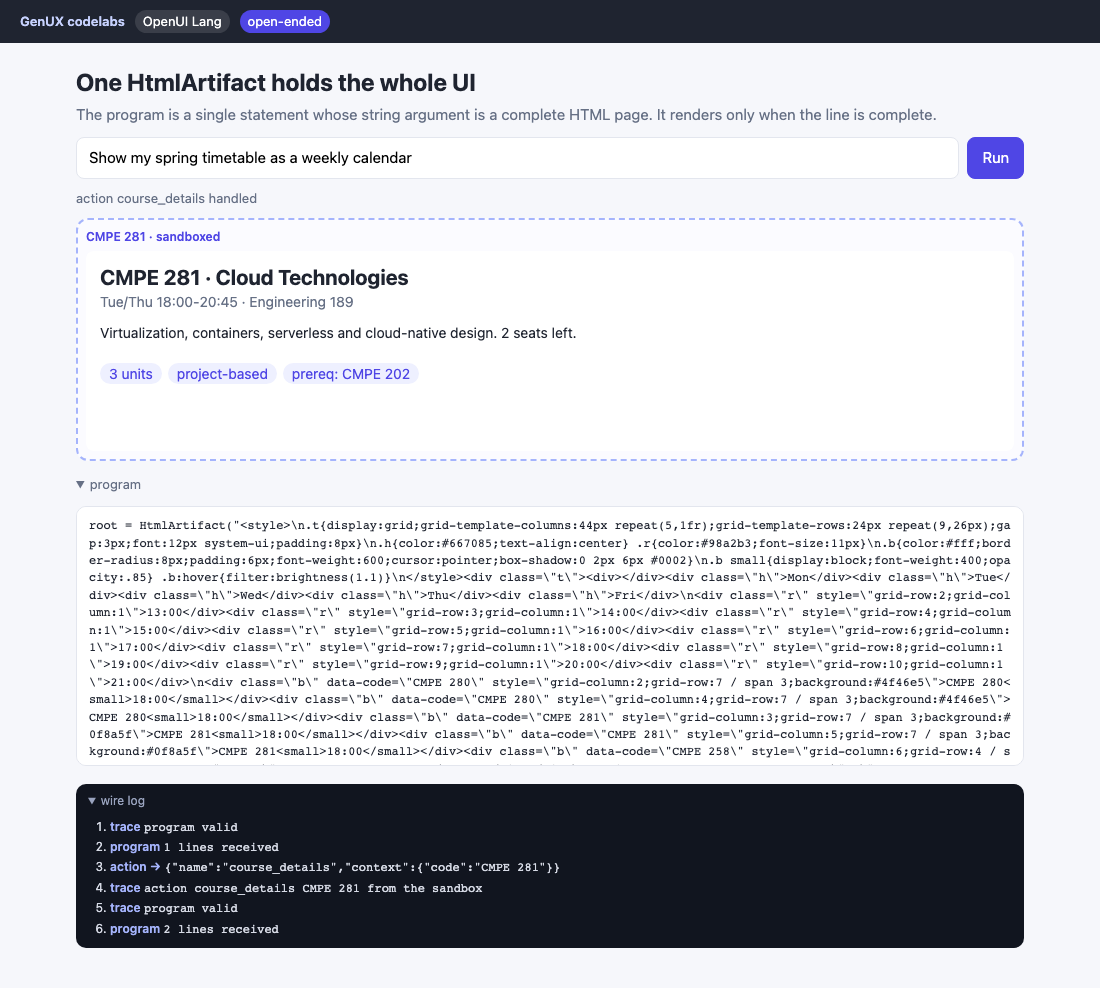 GenUX codelabs OpenUI Lang open-ended
One HtmlArtifact holds the whole UI
The program is a single statement whose string argument is a complete HTML page. It renders only when the line is complete.
Show my spring timetable as a weekly calendar Run
action course_details handled
CMPE 281 · sandboxed
CMPE 281 · Cloud Technologies
Tue/Thu 18:00-20:45 · Engineering 189
Virtualization, containers, serverless and cloud-native design. 2 seats left.
3 units project-based prereq: CMPE 202
▼ program
root = HtmlArtifact("<style>\n.t{display:grid;grid-template-columns:44px repeat(5,1fr);grid-template-rows:24px repeat(9,26px);ga
p:3px;font:12px system-ui;padding:8px}\n.h{color:#667085;text-align:center} .r{color:#98a2b3;font-size:11px}\n.b{color:#fff;bord
er-radius:8px;padding:6px;font-weight:600;cursor:pointer;box-shadow:0 2px 6px #0002}\n.b small{display:block;font-weight:400;opa
city:.85} .b:hover{filter:brightness(1.1)}\n</style><div class=\"t\"><div></div><div class=\"h\">Mon</div><div class=\"h\">Tue</
div><div class=\"h\">Wed</div><div class=\"h\">Thu</div><div class=\"h\">Fri</div>\n<div class=\"r\" style=\"grid-row:2;grid-col
umn:1\">13:00</div><div class=\"r\" style=\"grid-row:3;grid-column:1\">14:00</div><div class=\"r\" style=\"grid-row:4;grid-colum
n:1\">15:00</div><div class=\"r\" style=\"grid-row:5;grid-column:1\">16:00</div><div class=\"r\" style=\"grid-row:6;grid-column:
1\">17:00</div><div class=\"r\" style=\"grid-row:7;grid-column:1\">18:00</div><div class=\"r\" style=\"grid-row:8;grid-column:1
\">19:00</div><div class=\"r\" style=\"grid-row:9;grid-column:1\">20:00</div><div class=\"r\" style=\"grid-row:10;grid-column:1
\">21:00</div>\n<div class=\"b\" data-code=\"CMPE 280\" style=\"grid-column:2;grid-row:7 / span 3;background:#4f46e5\">CMPE 280<
small>18:00</small></div><div class=\"b\" data-code=\"CMPE 280\" style=\"grid-column:4;grid-row:7 / span 3;background:#4f46e5\">
CMPE 280<small>18:00</small></div><div class=\"b\" data-code=\"CMPE 281\" style=\"grid-column:3;grid-row:7 / span 3;background:#
0f8a5f\">CMPE 281<small>18:00</small></div><div class=\"b\" data-code=\"CMPE 281\" style=\"grid-column:5;grid-row:7 / span 3;bac
kground:#0f8a5f\">CMPE 281<small>18:00</small></div><div class=\"b\" data-code=\"CMPE 258\" style=\"grid-column:6;grid-row:4 / s
▼ wire log
1. trace program valid
2. program 1 lines received
3. action → {"name":"course_details","context":{"code":"CMPE 281"}}
4. trace action course_details CMPE 281 from the sandbox
5. trace program valid
6. program 2 lines received